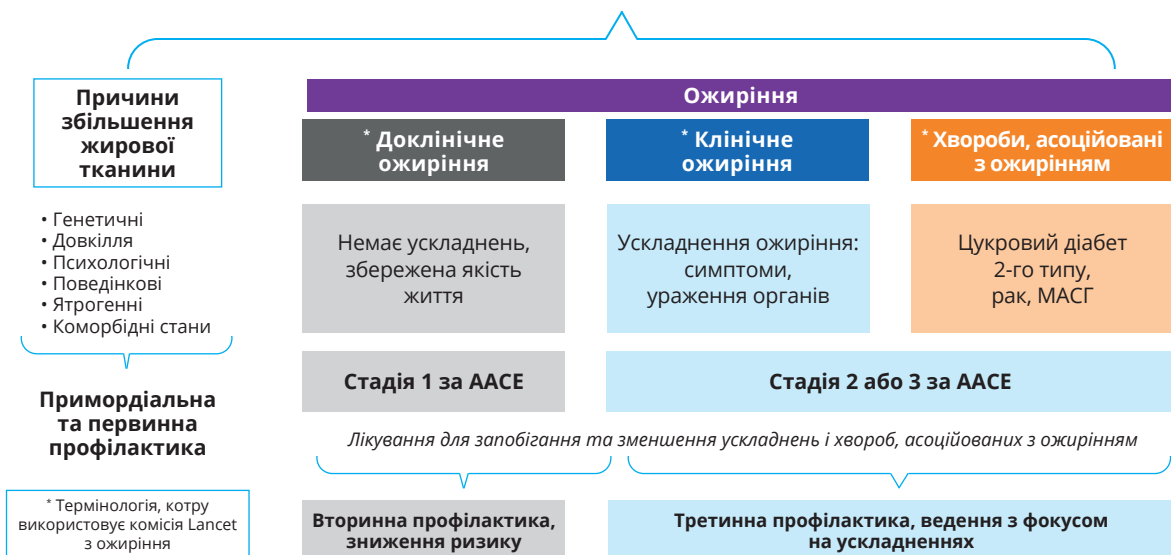 Причини
збільшення
жирової
тканини
• Генетичні
• Довкілля
• Психологічні
• Поведінкові
• Ятрогенні
• Коморбідні стани
Примордіальна
та первинна
профілактика
* Термінологія, котру
використовує комісія Lancet
з ожиріння
Ожиріння
* Доклінічне
ожиріння
* Клінічне
ожиріння
* Хвороби, асоційовані
з ожирінням
Немає ускладнень,
збережена якість
життя
Ускладнення ожиріння:
симптоми,
ураження органів
Цукровий діабет
2-го типу,
рак, МАСГ
Стадія 1 за AACE
Стадія 2 або 3 за AACE
Лікування для запобігання та зменшення ускладнень і хвороб, асоційованих з ожирінням
Вторинна профілактика,
зниження ризику
Третинна профілактика, ведення з фокусом
на ускладненнях